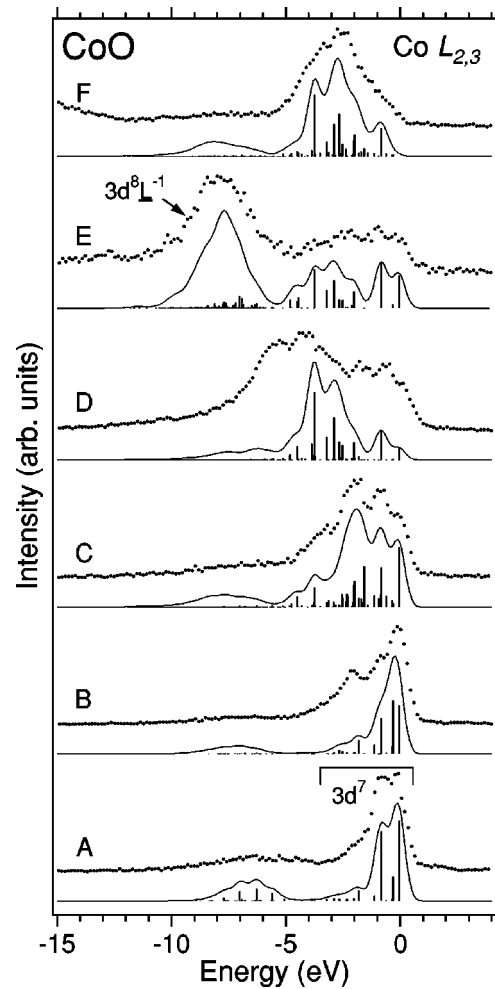 CoO
Co L2,3
F
3d⁸L⁻¹
E
D
C
B
3d⁷
A
Intensity (arb. units)
-15 -10 -5 0
Energy (eV)